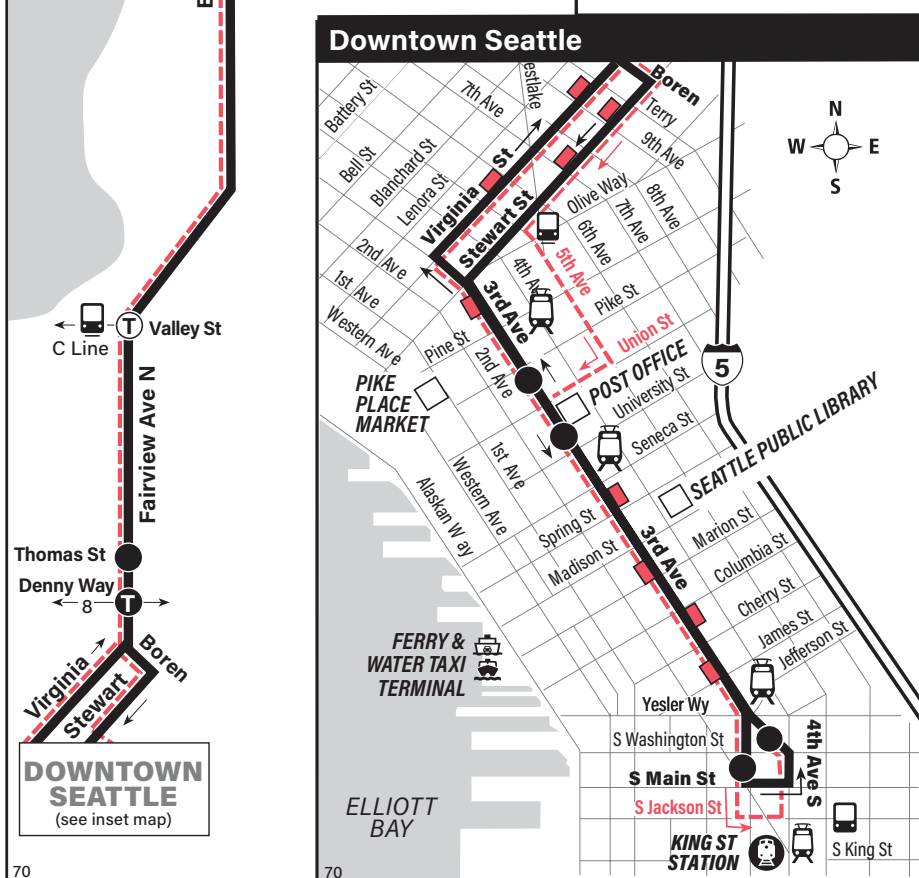 C Line
T
Valley St
Fairview Ave N
Thomas St
Denny Way
8
T
Virginia
Boren
Stewart
DOWNTOWN
SEATTLE
(see inset map)
70
Downtown Seattle
Boren
Terry
9th Ave
8th Ave
7th Ave
6th Ave
Olive Way
7th Ave
Battery St
Bell St
Blanchard St
Lenora St
Virginia St
Stewart St
2nd Ave
1st Ave
Western Ave
Pine St
2nd Ave
3rd Ave
5th Ave
Pike St
Union St
N
W
E
S
5
PIKE
PLACE
MARKET
POST OFFICE
University St
Seneca St
SEATTLE PUBLIC LIBRARY
1st Ave
Western Ave
Alaskan Way
Spring St
Madison St
3rd Ave
Marion St
Columbia St
Cherry St
James St
Jefferson St
FERRY &
WATER TAXI
TERMINAL
Yesler Wy
S Washington St
S Main St
4th Ave S
S Jackson St
ELLIOTT
BAY
KING ST
STATION
S King St
70